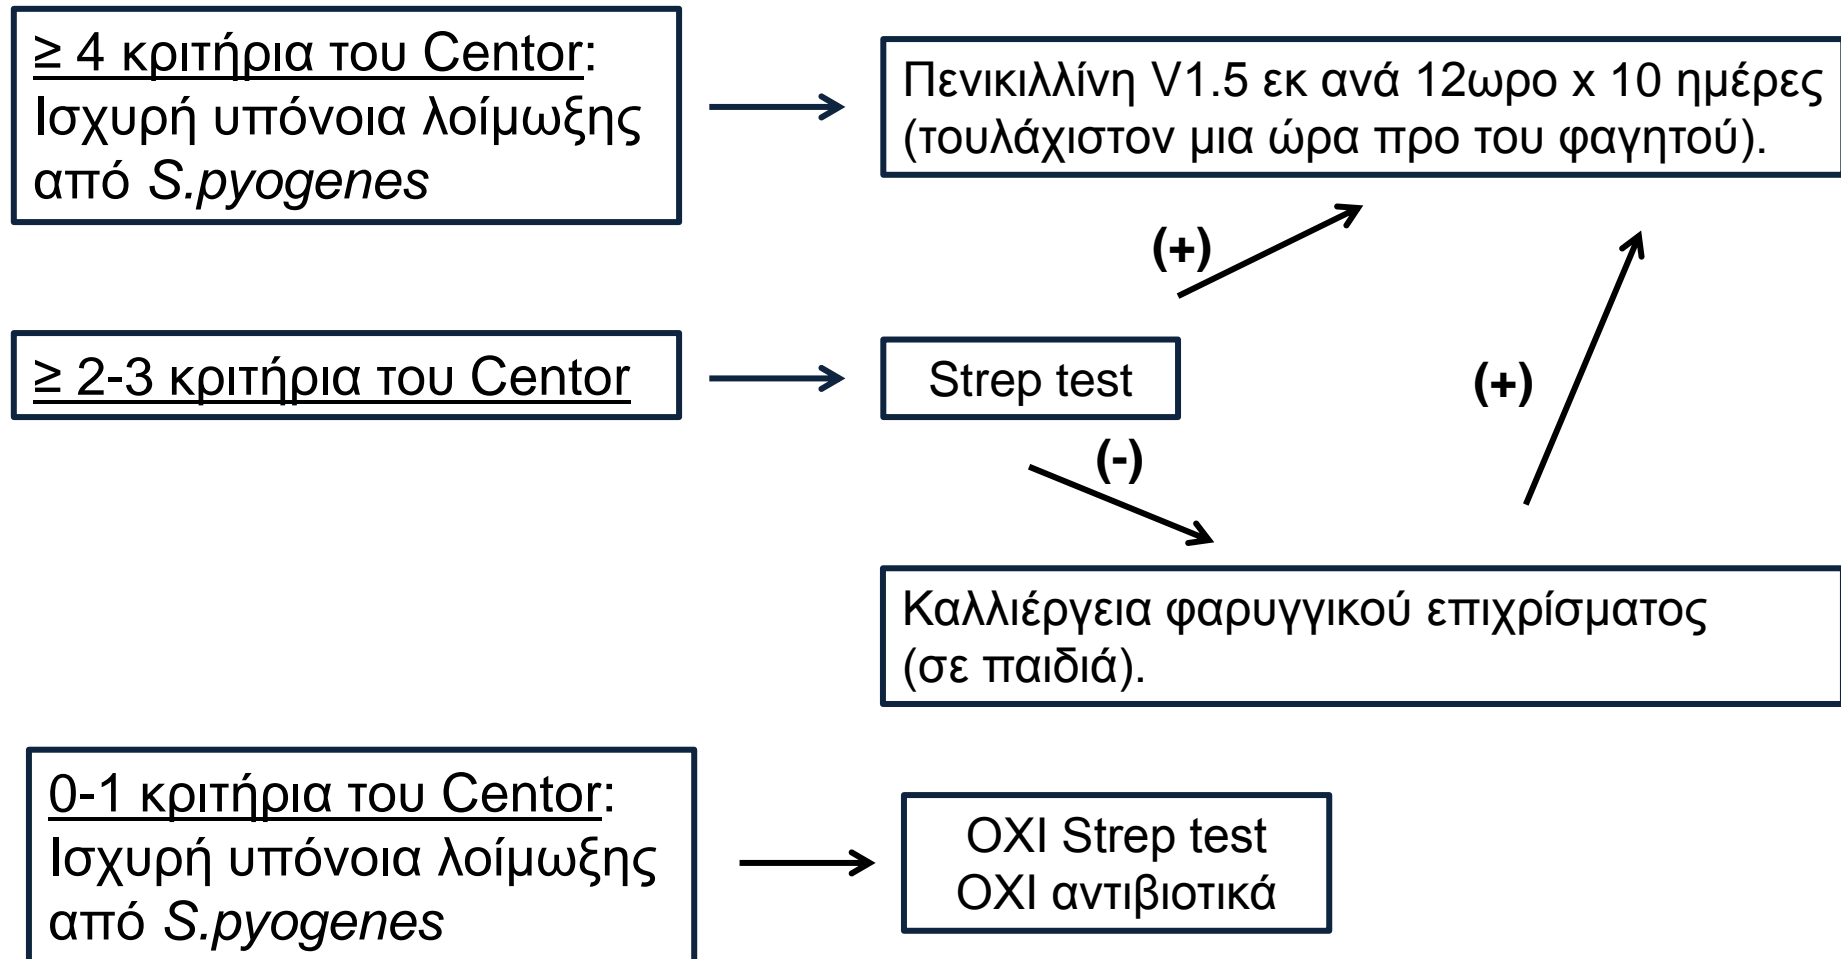 ≥ 4 κριτήρια του Centor:
Ισχυρή υπόνοια λοίμωξης
από S.pyogenes
Πενικιλλίνη V1.5 εκ ανά 12ωρο x 10 ημέρες
(τουλάχιστον μια ώρα προ του φαγητού).
(+)
≥ 2-3 κριτήρια του Centor
Strep test
(+)
(-)
Καλλιέργεια φαρυγγικού επιχρίσματος
(σε παιδιά).
0-1 κριτήρια του Centor:
Ισχυρή υπόνοια λοίμωξης
από S.pyogenes
ΟΧΙ Strep test
ΟΧΙ αντιβιοτικά